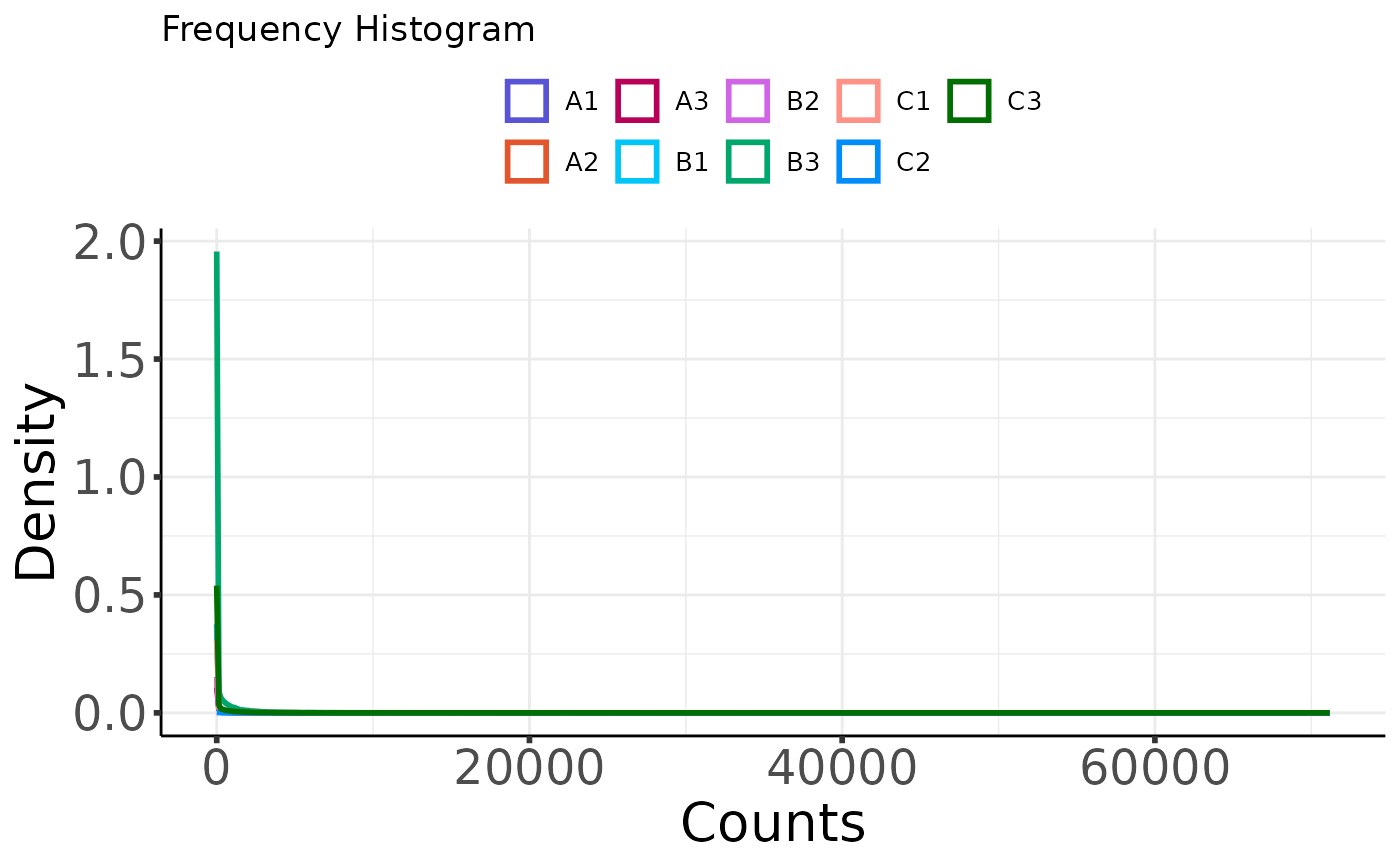 Frequency Histogram
A1 A3 B2 C1 C3
A2 B1 B3 C2
2.0
1.5
1.0
0.5
0.0
Density
0 20000 40000 60000
Counts